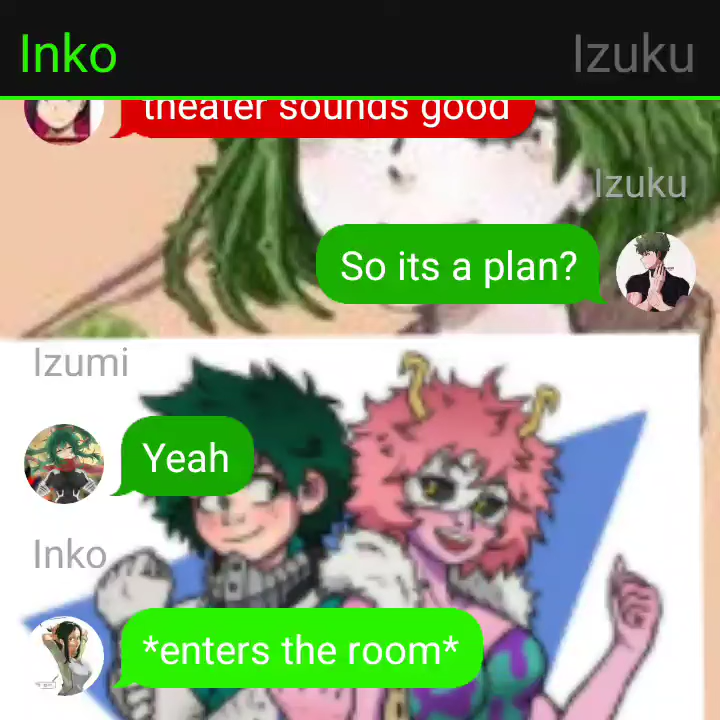 Inko
Izuku
theater sounds good
Izuku
So its a plan?
Izumi
Yeah
Inko
*enters the room*